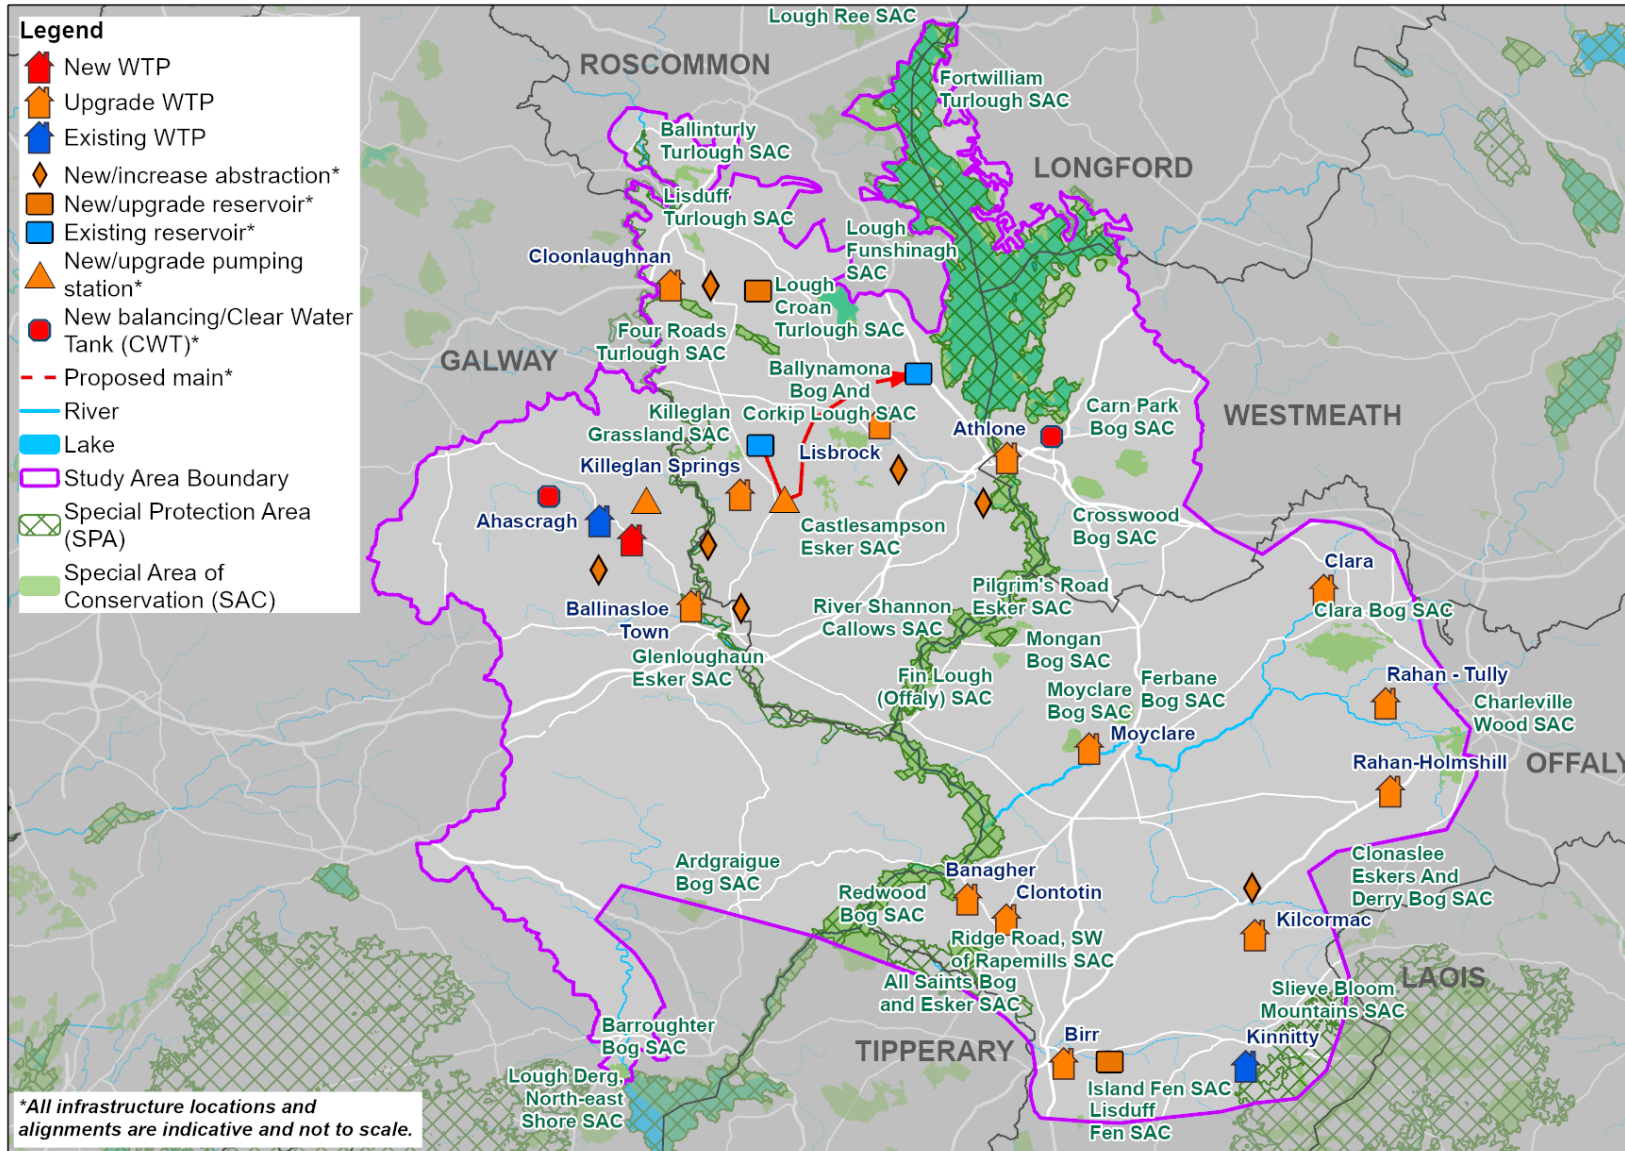 Legend
New WTP
Upgrade WTP
Existing WTP
New/increase abstraction*
New/upgrade reservoir*
Existing reservoir*
New/upgrade pumping
station*
New balancing/Clear Water
Tank (CWT)*
Proposed main*
River
Lake
Study Area Boundary
Special Protection Area
(SPA)
Special Area of
Conservation (SAC)
Lough Ree SAC
ROSCOMMON
Fortwilliam
Turlough SAC
Ballinturly
Turlough SAC
LONGFORD
Lisduff
Turlough SAC
Lough
Funshinagh
SAC
Cloonlaughnan
Lough
Croan
Turlough SAC
Four Roads
Turlough SAC
GALWAY
Ballynamona
Bog And
Corkip Lough SAC
Killeglan
Grassland SAC
Carn Park
Bog SAC
WESTMEATH
Athlone
Lisbrock
Killeglan Springs
Ahascragh
Castlesampson
Esker SAC
Crosswood
Bog SAC
Clara
Clara Bog SAC
Pilgrim's Road
Esker SAC
River Shannon
Callows SAC
Ballinasloe
Town
Mongan
Bog SAC
Glenloughaun
Esker SAC
Fin Lough
(Offaly) SAC
Moyclare
Bog SAC
Ferbane
Bog SAC
Rahan - Tully
Charleville
Wood SAC
Moyclare
Rahan-Holmshill
OFFALY
Ardgraigue
Bog SAC
Banagher
Clontotin
Redwood
Bog SAC
Clonaslee
Eskers And
Derry Bog SAC
Kilcormac
Ridge Road, SW
of Rapemills SAC
All Saints Bog
and Esker SAC
LAOIS
Slieve Bloom
Mountains SAC
Barroughter
Bog SAC
TIPPERARY
Birr
Kinnitty
Lough Derg,
North-east
Shore SAC
Island Fen SAC
Lisduff
Fen SAC
*All infrastructure locations and
alignments are indicative and not to scale.